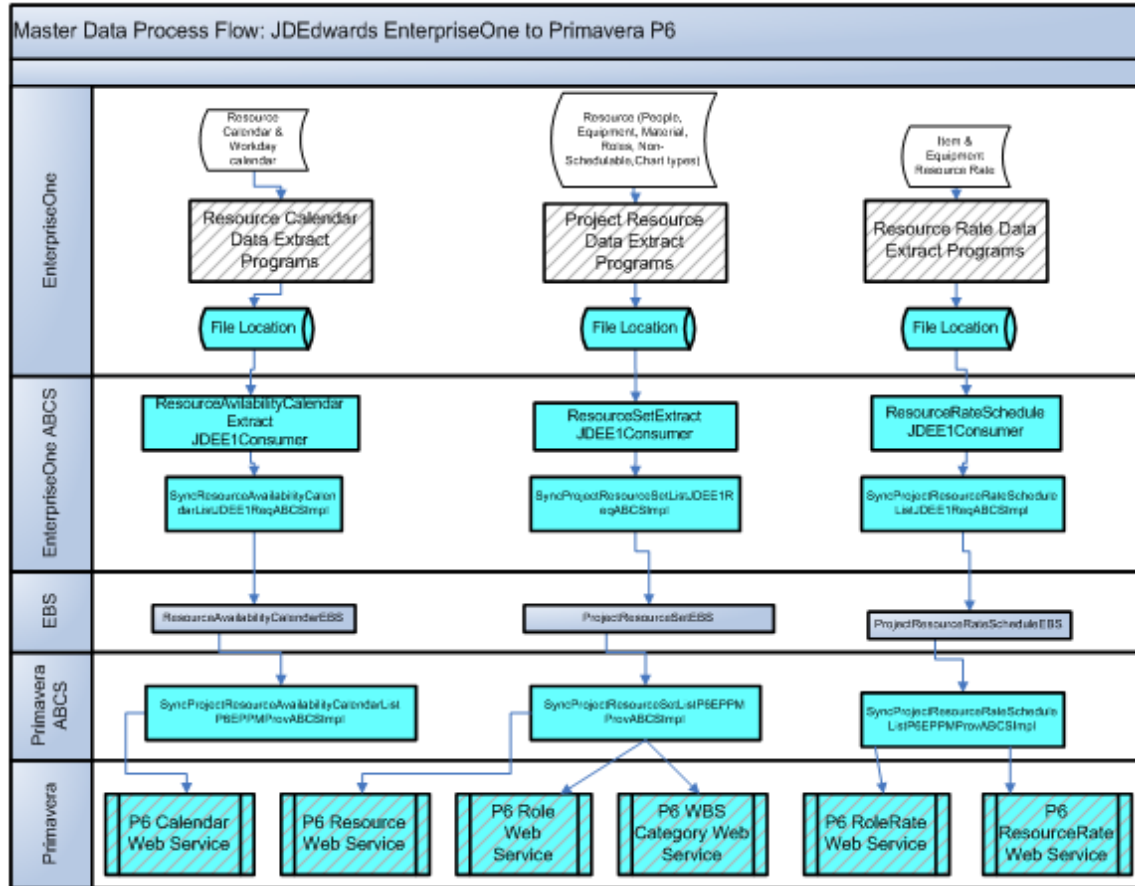 Master Data Process Flow: JDEdwards EnterpriseOne to Primavera P6
EnterpriseOne
Resource
Calendar &
Workday
calendar
Resource (People,
Equipment, Material,
Roles, Non-
Schedulable,Chart types)
Item &
Equipment
Resource Rate
Resource Calendar
Data Extract
Programs
Project Resource
Data Extract
Programs
Resource Rate Data
Extract Programs
File Location
File Location
File Location
EnterpriseOne ABCS
ResourceAvilabilityCalendar
Extract
JDEE1Consumer
ResourceSetExtract
JDEE1Consumer
ResourceRateSchedule
JDEE1Consumer
SyncResourceAvailabilityCalen
darListJDEE1ReqABCSImpl
SyncProjectResourceSetListJDEE1R
eqABCSImpl
SyncProjectResourceRateSchedule
ListJDEE1ReqABCSImpl
EBS
ResourceAvailabilityCalendarEBS
ProjectResourceSetEBS
ProjectResourceRateScheduleEBS
Primavera
ABCS
SyncProjectResourceAvailabilityCalendarList
P6EPPMProvABCSImpl
SyncProjectResourceSetListP6EPPM
ProvABCSImpl
SyncProjectResourceRateSchedule
ListP6EPPMProvABCSImpl
Primavera
P6 Calendar
Web Service
P6 Resource
Web Service
P6 Role
Web
Service
P6 WBS
Category Web
Service
P6 RoleRate
Web Service
P6
ResourceRate
Web Service